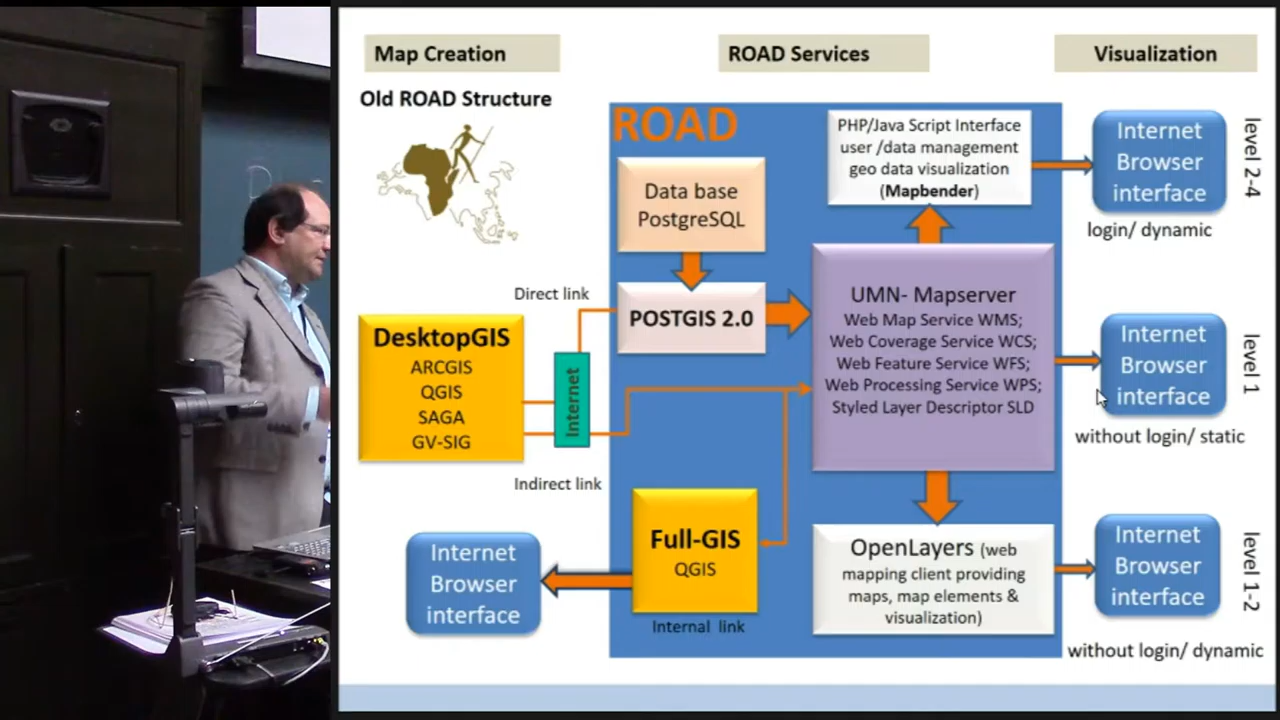 Map Creation
ROAD Services
Visualization
Old ROAD Structure
ROAD
Data base
PostgreSQL
PHP/Java Script Interface
user /data management
geo data visualization
(Mapbender)
Internet
Browser
interface
level 2-4
login/ dynamic
Direct link
POSTGIS 2.0
UMN- Mapserver
Web Map Service WMS;
Web Coverage Service WCS;
Web Feature Service WFS;
Web Processing Service WPS;
Styled Layer Descriptor SLD
Internet
Browser
interface
level 1
without login/ static
DesktopGIS
ARCGIS
QGIS
SAGA
GV-SIG
Internet
Indirect link
Internet
Browser
interface
Full-GIS
QGIS
Internal link
OpenLayers (web
mapping client providing
maps, map elements &
visualization)
Internet
Browser
interface
level 1-2
without login/ dynamic